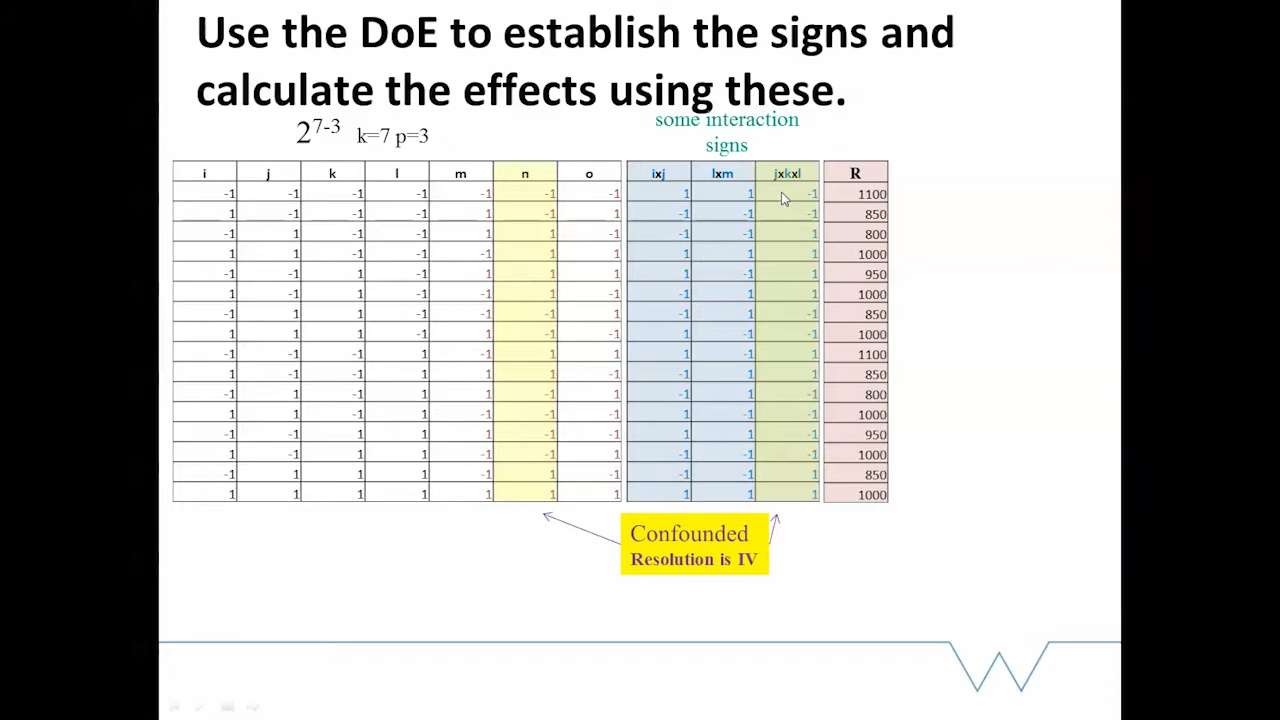 Use the DoE to establish the signs and
calculate the effects using these.
2^7-3 k=7 p=3
some interaction
signs
i j k l m n o ixj lxm jxkxl R
-1 -1 -1 -1 -1 -1 -1 1 1 -1 1100
1 -1 -1 -1 1 -1 1 -1 -1 -1 850
-1 1 -1 -1 1 1 1 -1 -1 1 800
1 1 -1 -1 -1 1 -1 1 1 1 1000
-1 -1 1 -1 1 1 -1 1 -1 1 950
1 -1 1 -1 -1 1 1 -1 1 1 1000
-1 1 1 -1 -1 -1 1 -1 1 -1 850
1 1 1 -1 1 -1 -1 1 -1 -1 1000
-1 -1 -1 1 -1 1 1 1 -1 1 1100
1 -1 -1 1 1 1 -1 -1 1 1 850
-1 1 -1 1 1 -1 -1 -1 1 -1 800
1 1 -1 1 -1 -1 1 1 -1 -1 1000
-1 -1 1 1 1 -1 1 1 1 -1 950
1 -1 1 1 -1 -1 -1 -1 -1 -1 1000
-1 1 1 1 -1 1 -1 -1 -1 1 850
1 1 1 1 1 1 1 1 1 1 1000
Confounded
Resolution is IV